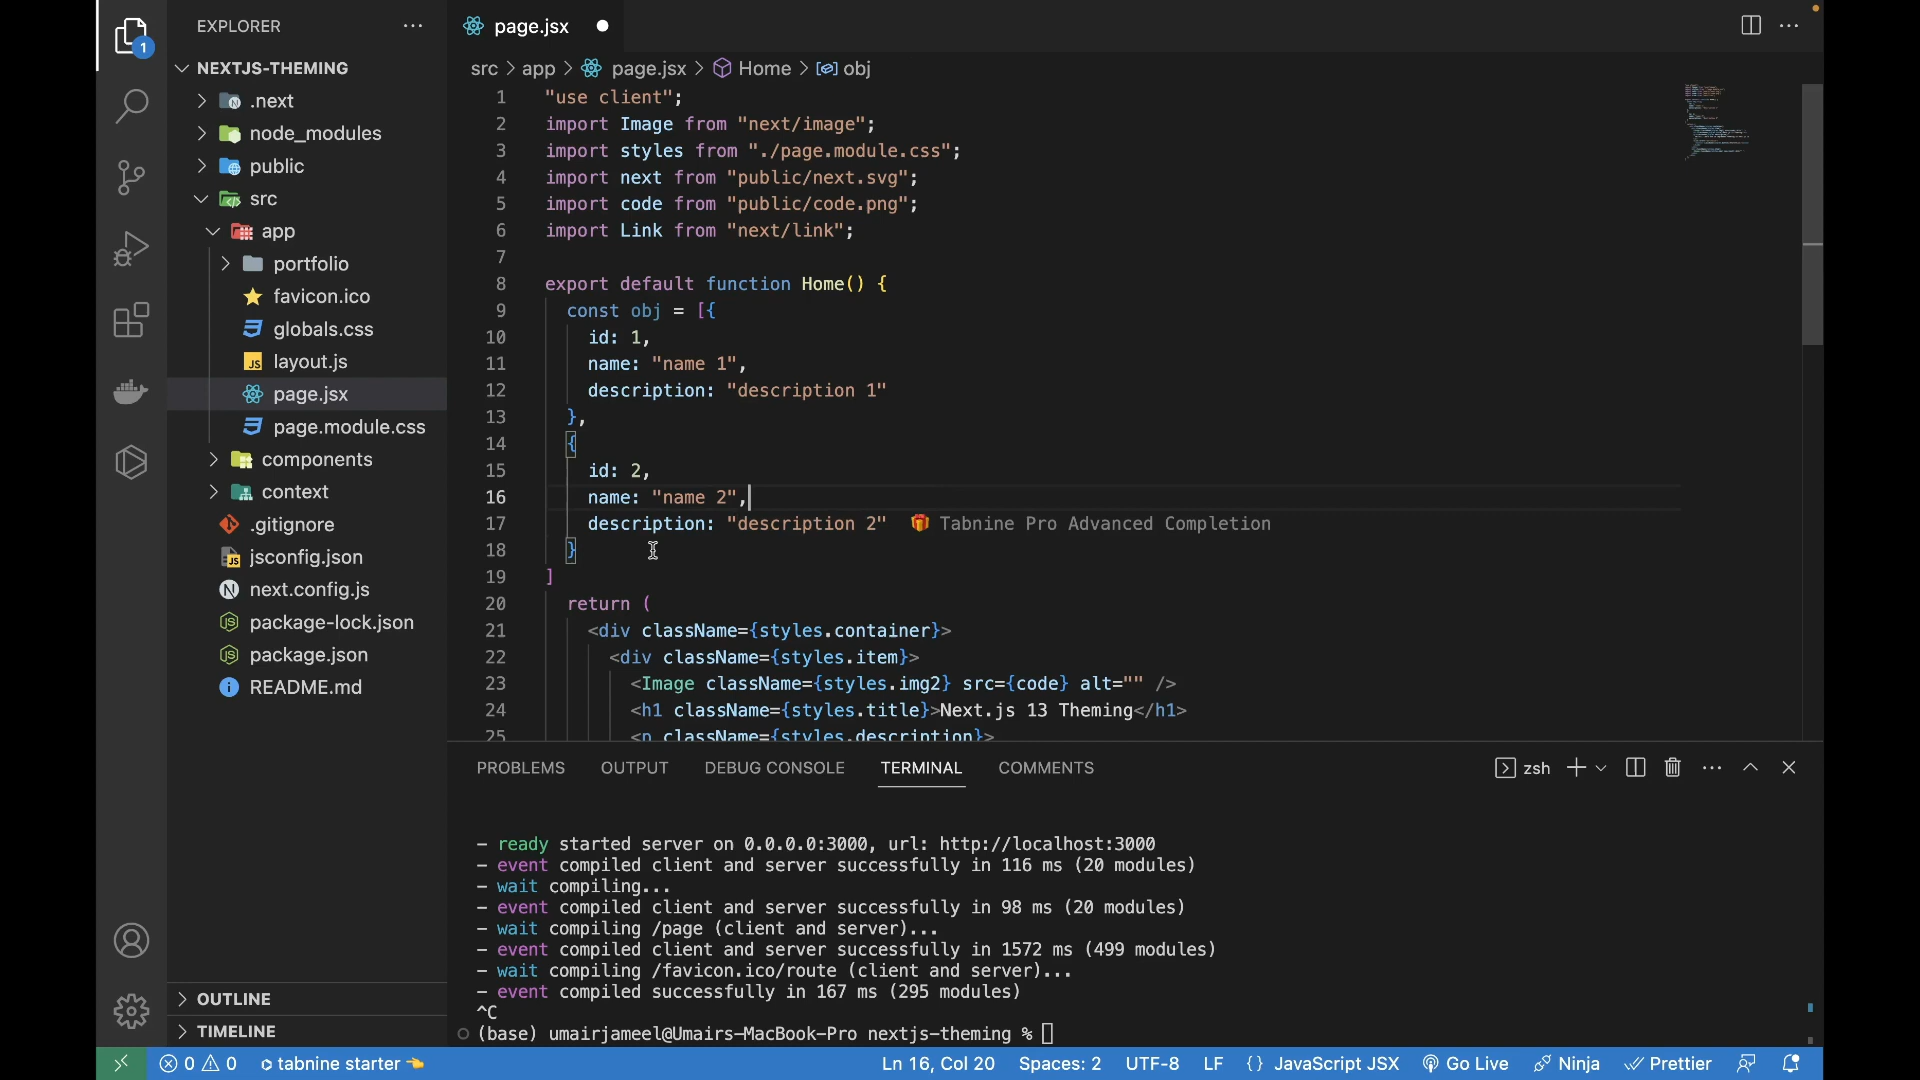 EXPLORER
NEXTJS-THEMING
.next
node_modules
public
src
app
portfolio
favicon.ico
globals.css
layout.js
page.jsx
page.module.css
components
context
.gitignore
jsconfig.json
next.config.js
package-lock.json
package.json
README.md
OUTLINE
TIMELINE
1
page.jsx
src > app > page.jsx > Home > obj
1 "use client";
2 import Image from "next/image";
3 import styles from "./page.module.css";
4 import next from "public/next.svg";
5 import code from "public/code.png";
6 import Link from "next/link";
7
8 export default function Home() {
9 const obj = [{
10 id: 1,
11 name: "name 1",
12 description: "description 1"
13 },
14 {
15 id: 2,
16 name: "name 2",
17 description: "description 2" 🎁 Tabnine Pro Advanced Completion
18 }
19 ]
20 return (
21 <div className={styles.container}>
22 <div className={styles.item}>
23 <Image className={styles.img2} src={code} alt="" />
24 <h1 className={styles.title}>Next.js 13 Theming</h1>
25 <p className={styles.description}>
PROBLEMS OUTPUT DEBUG CONSOLE TERMINAL COMMENTS
zsh
- ready started server on 0.0.0.0:3000, url: http://localhost:3000
- event compiled client and server successfully in 116 ms (20 modules)
- wait compiling...
- event compiled client and server successfully in 98 ms (20 modules)
- wait compiling /page (client and server)...
- event compiled client and server successfully in 1572 ms (499 modules)
- wait compiling /favicon.ico/route (client and server)...
- event compiled successfully in 167 ms (295 modules)
^C
(base) umairjameel@Umairs-MacBook-Pro nextjs-theming %
0 0 tabnine starter 👈 Ln 16, Col 20 Spaces: 2 UTF-8 LF {} JavaScript JSX Go Live Ninja Prettier